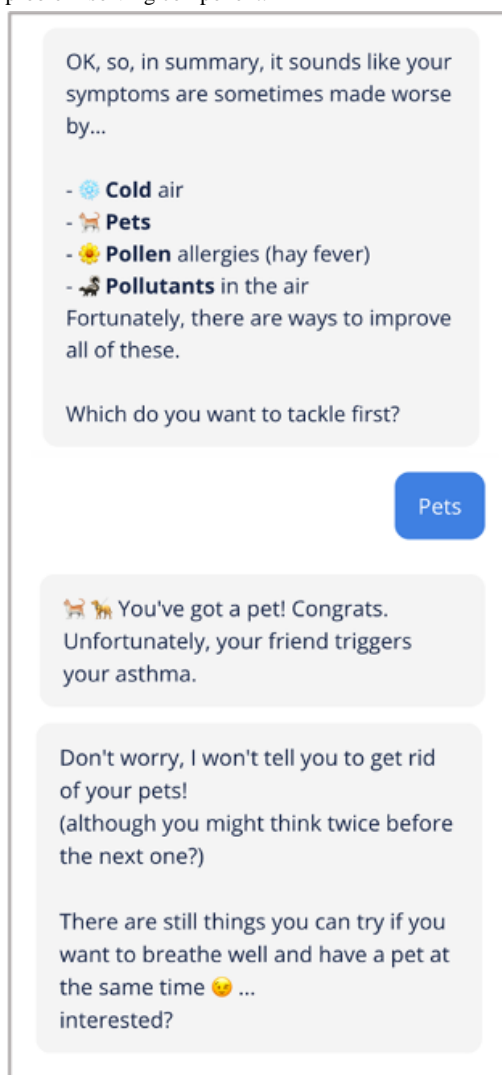 OK, so, in summary, it sounds like your
symptoms are sometimes made worse
by...
- ❄️ Cold air
- 🐈 Pets
- 🌼 Pollen allergies (hay fever)
- 🦨 Pollutants in the air
Fortunately, there are ways to improve
all of these.
Which do you want to tackle first?
Pets
🐈 🐕 You've got a pet! Congrats.
Unfortunately, your friend triggers
your asthma.
Don't worry, I won't tell you to get rid
of your pets!
(although you might think twice before
the next one?)
There are still things you can try if you
want to breathe well and have a pet at
the same time 😉 ...
interested?